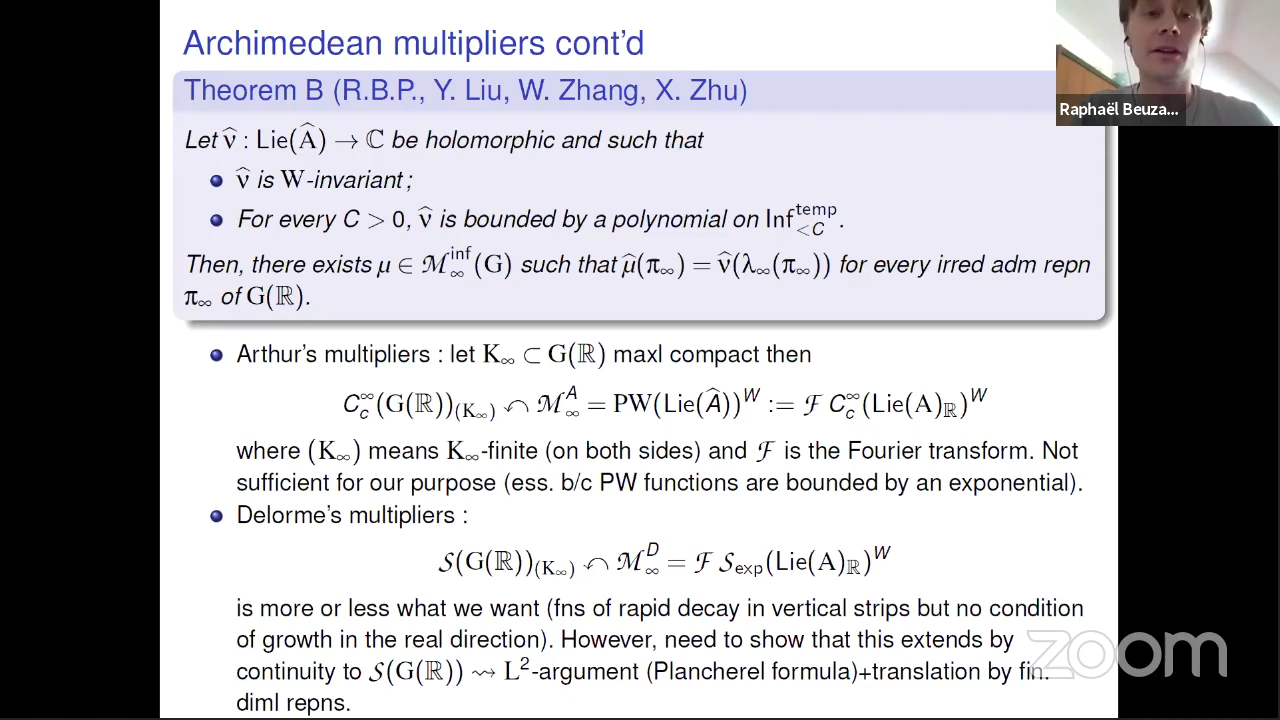 Archimedean multipliers cont'd
Theorem B (R.B.P., Y. Liu, W. Zhang, X. Zhu)
Let ν̂ : Lie(Â) → ℂ be holomorphic and such that
• ν̂ is W-invariant ;
• For every C > 0, ν̂ is bounded by a polynomial on Inf^{temp}_{<C}.
Then, there exists μ ∈ ℳ^{inf}_∞(G) such that μ̂(π_∞) = ν̂(λ_∞(π_∞)) for every irred adm repn
π_∞ of G(ℝ).
• Arthur's multipliers : let K_∞ ⊂ G(ℝ) maxl compact then
C_c^∞(G(ℝ))_{(K_∞)} ↶ ℳ^A_∞ = PW(Lie(Â))^W := ℱ C_c^∞(Lie(A)_ℝ)^W
where (K_∞) means K_∞-finite (on both sides) and ℱ is the Fourier transform. Not
sufficient for our purpose (ess. b/c PW functions are bounded by an exponential).
• Delorme's multipliers :
𝒮(G(ℝ))_{(K_∞)} ↶ ℳ^D_∞ = ℱ 𝒮_{exp}(Lie(A)_ℝ)^W
is more or less what we want (fns of rapid decay in vertical strips but no condition
of growth in the real direction). However, need to show that this extends by
continuity to 𝒮(G(ℝ)) ⇝ L²-argument (Plancherel formula)+translation by fin.
diml repns.
Raphaël Beuza...
zoom